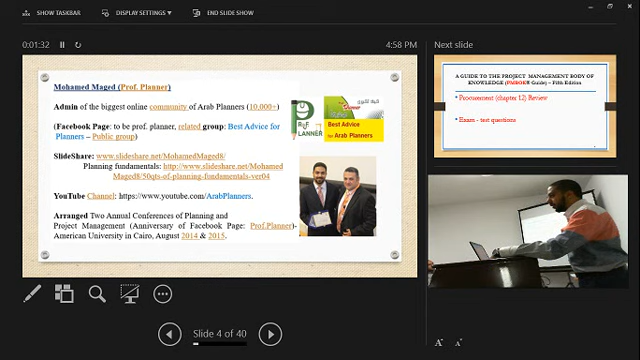 SHOW TASKBAR
DISPLAY SETTINGS ▾
END SLIDE SHOW
0:01:32
4:58 PM
Next slide
Mohamed Maged (Prof. Planner)
Admin of the biggest online community of Arab Planners (10,000+)
(Facebook Page: to be prof. planner, related group: Best Advice for
Planners – Public group)
SlideShare: www.slideshare.net/MohamedMaged8/
Planning fundamentals: http://www.slideshare.net/Mohamed
Maged8/50qts-of-planning-fundamentals-ver04
YouTube Channel: https://www.youtube.com/ArabPlanners.
Arranged Two Annual Conferences of Planning and
Project Management (Anniversary of Facebook Page: Prof.Planner)-
American University in Cairo, August 2014 & 2015.
PLANNER
Best Advice
for Arab Planners
A GUIDE TO THE PROJECT MANAGEMENT BODY OF
KNOWLEDGE (PMBOK® Guide) – Fifth Edition
Procurement (chapter 12) Review
Exam - test questions
Slide 4 of 40
A A